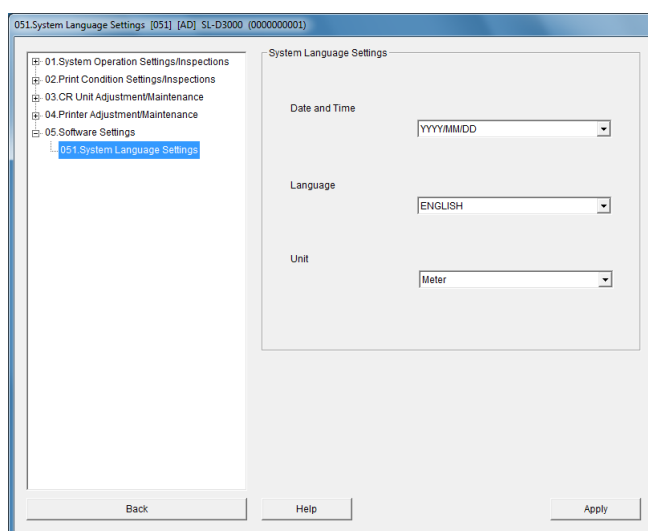 051.System Language Settings [051] [AD] SL-D3000 (0000000001)
01.System Operation Settings/Inspections
02.Print Condition Settings/Inspections
03.CR Unit Adjustment/Maintenance
04.Printer Adjustment/Maintenance
05.Software Settings
051.System Language Settings
System Language Settings
Date and Time
YYYY/MM/DD
Language
ENGLISH
Unit
Meter
Back
Help
Apply